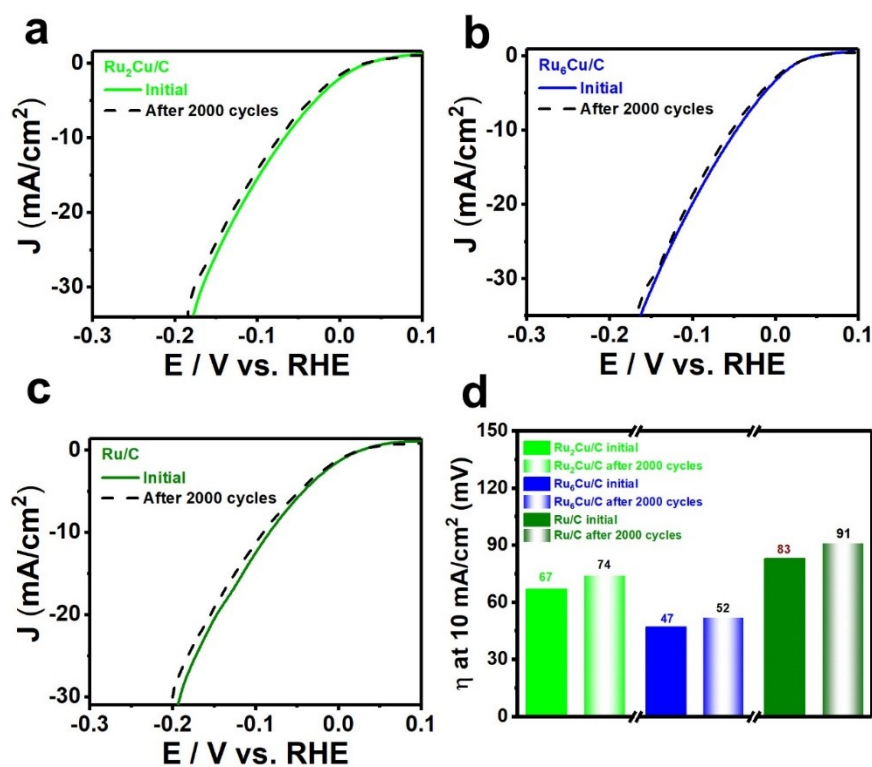 a
Ru₂Cu/C
Initial
After 2000 cycles
0
-10
-20
-30
J (mA/cm²)
-0.3 -0.2 -0.1 0.0 0.1
E / V vs. RHE
b
Ru₆Cu/C
Initial
After 2000 cycles
0
-10
-20
-30
J (mA/cm²)
-0.3 -0.2 -0.1 0.0 0.1
E / V vs. RHE
c
Ru/C
Initial
After 2000 cycles
0
-10
-20
-30
J (mA/cm²)
-0.3 -0.2 -0.1 0.0 0.1
E / V vs. RHE
d
150
120
90
60
30
0
η at 10 mA/cm² (mV)
Ru₂Cu/C initial
Ru₂Cu/C after 2000 cycles
Ru₆Cu/C initial
Ru₆Cu/C after 2000 cycles
Ru/C initial
Ru/C after 2000 cycles
67
74
47
52
83
91